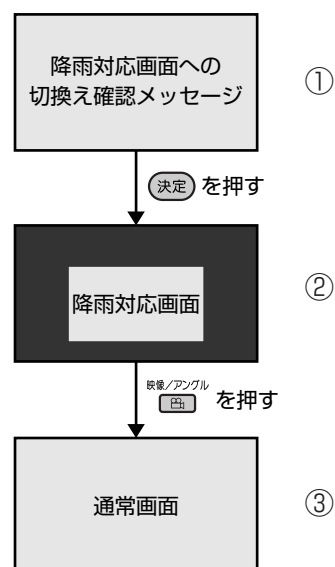 降雨対応画面への
切換え確認メッセージ
①
決定 を押す
降雨対応画面
②
映像/アングル
を押す
通常画面
③